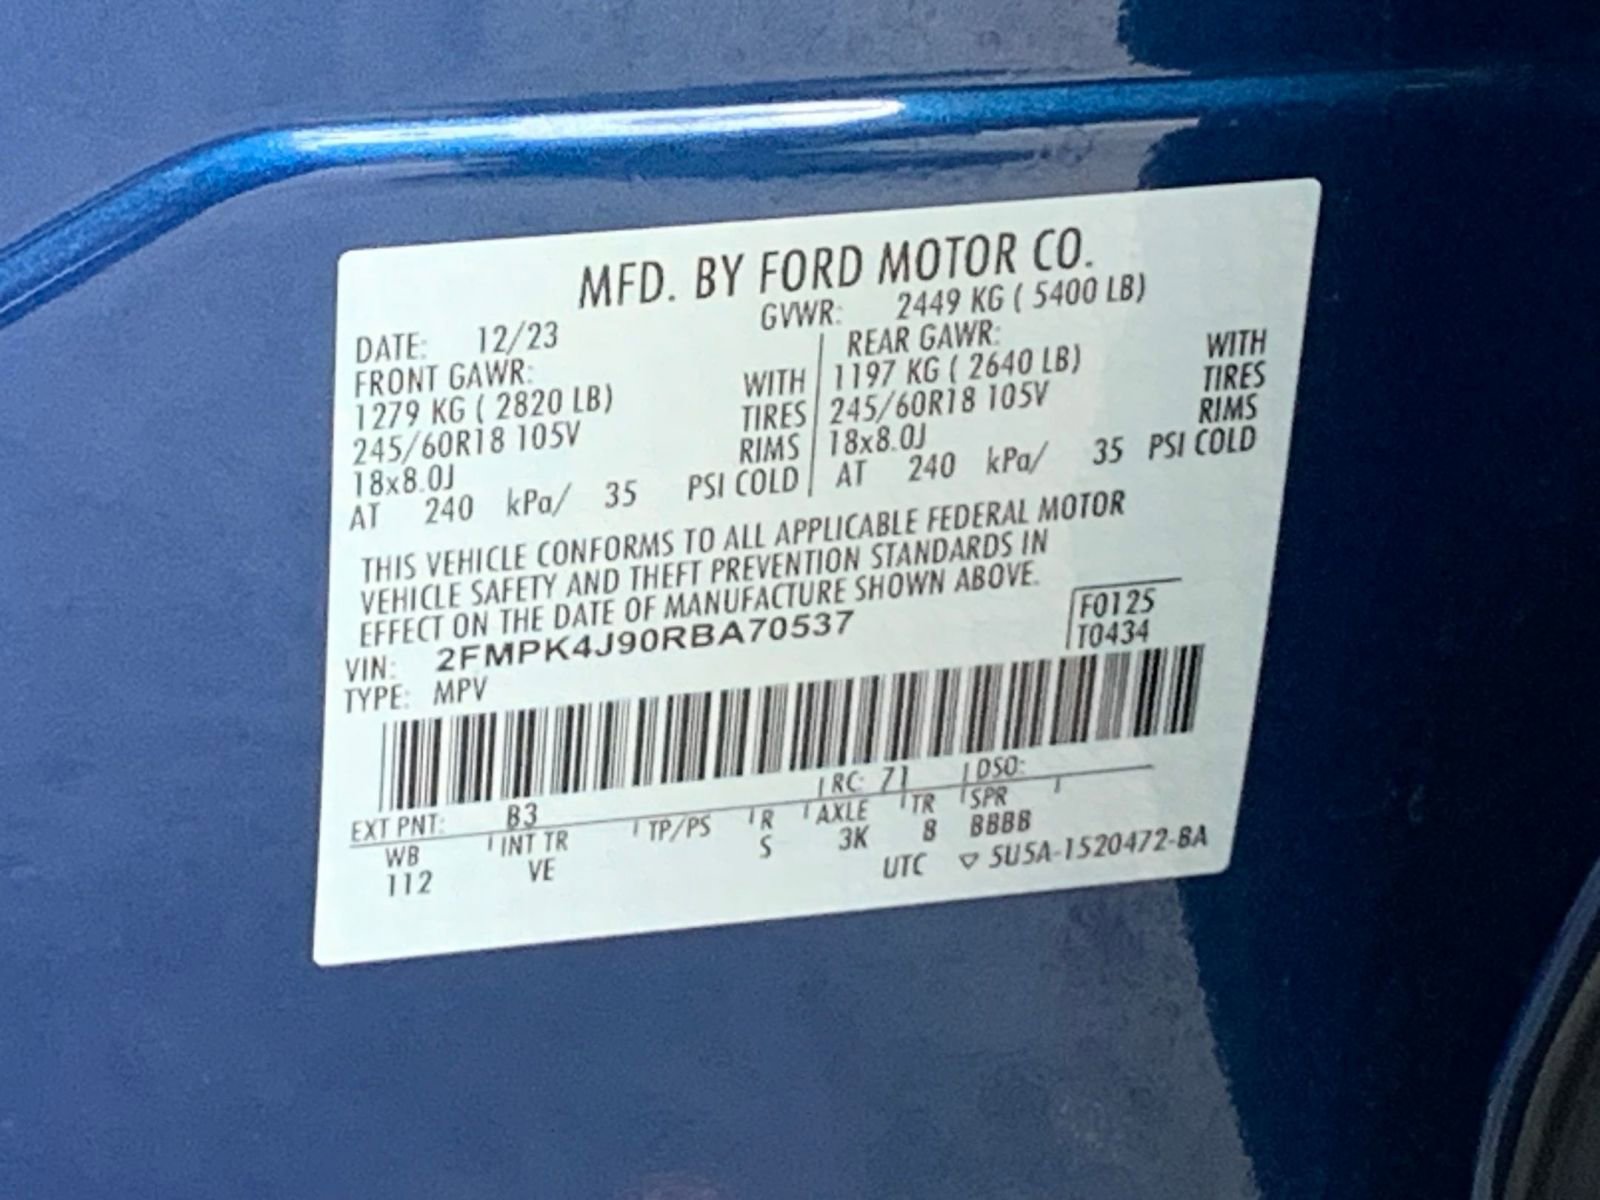 MFD. BY FORD MOTOR CO.
DATE: 12/23 GVWR: 2449 KG ( 5400 LB)
FRONT GAWR: REAR GAWR:
1279 KG ( 2820 LB) WITH 1197 KG ( 2640 LB) WITH
245/60R18 105V TIRES 245/60R18 105V TIRES
18x8.0J RIMS 18x8.0J RIMS
AT 240 kPa/ 35 PSI COLD AT 240 kPa/ 35 PSI COLD
THIS VEHICLE CONFORMS TO ALL APPLICABLE FEDERAL MOTOR
VEHICLE SAFETY AND THEFT PREVENTION STANDARDS IN
EFFECT ON THE DATE OF MANUFACTURE SHOWN ABOVE.
VIN: 2FMPK4J90RBA70537 F0125
TYPE: MPV T0434
EXT PNT: B3 RC: 71 DSO:
WB INT TR TP/PS R AXLE TR SPR
112 VE S 3K 8 BBBB
UTC ▽ 5U5A-1520472-BA